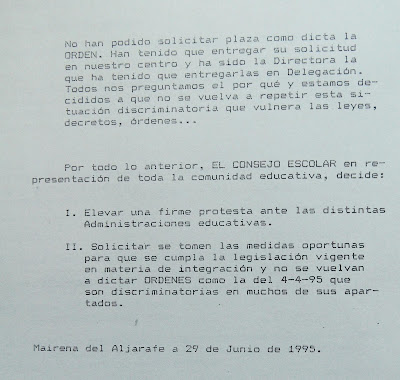 No han podido solicitar plaza como dicta la
ORDEN. Han tenido que entregar su solicitud
en nuestro centro y ha sido la Directora la
que ha tenido que entregarlas en Delegación.
Todos nos preguntamos el por qué y estamos de-
cididos a que no se vuelva a repetir esta si-
tuación discriminatoria que vulnera las leyes,
decretos, órdenes...
Por todo lo anterior, EL CONSEJO ESCOLAR en re-
presentación de toda la comunidad educativa, decide:
I. Elevar una firme protesta ante las distintas
Administraciones educativas.
II. Solicitar se tomen las medidas oportunas
para que se cumpla la legislación vigente
en materia de integración y no se vuelvan
a dictar ORDENES como la del 4-4-95 que
son discriminatorias en muchos de sus apar-
tados.
Mairena del Aljarafe a 29 de Junio de 1995.